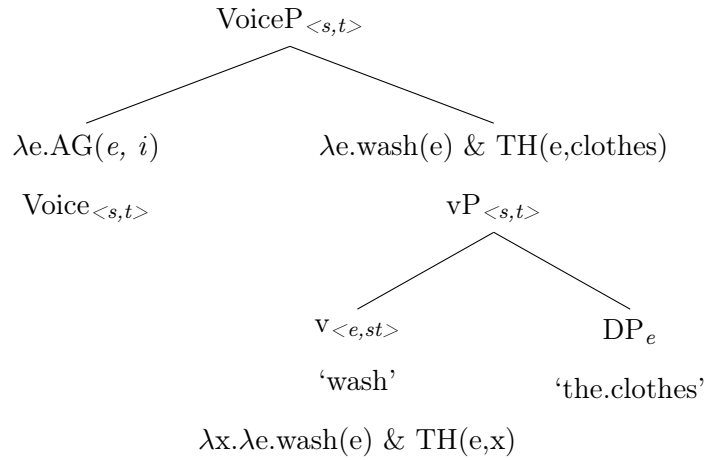 VoiceP<s,t>
λe.AG(e, i) λe.wash(e) & TH(e,clothes)
Voice<s,t> vP<s,t>
v<e,st> DPe
‘wash’ ‘the.clothes’
λx.λe.wash(e) & TH(e,x)